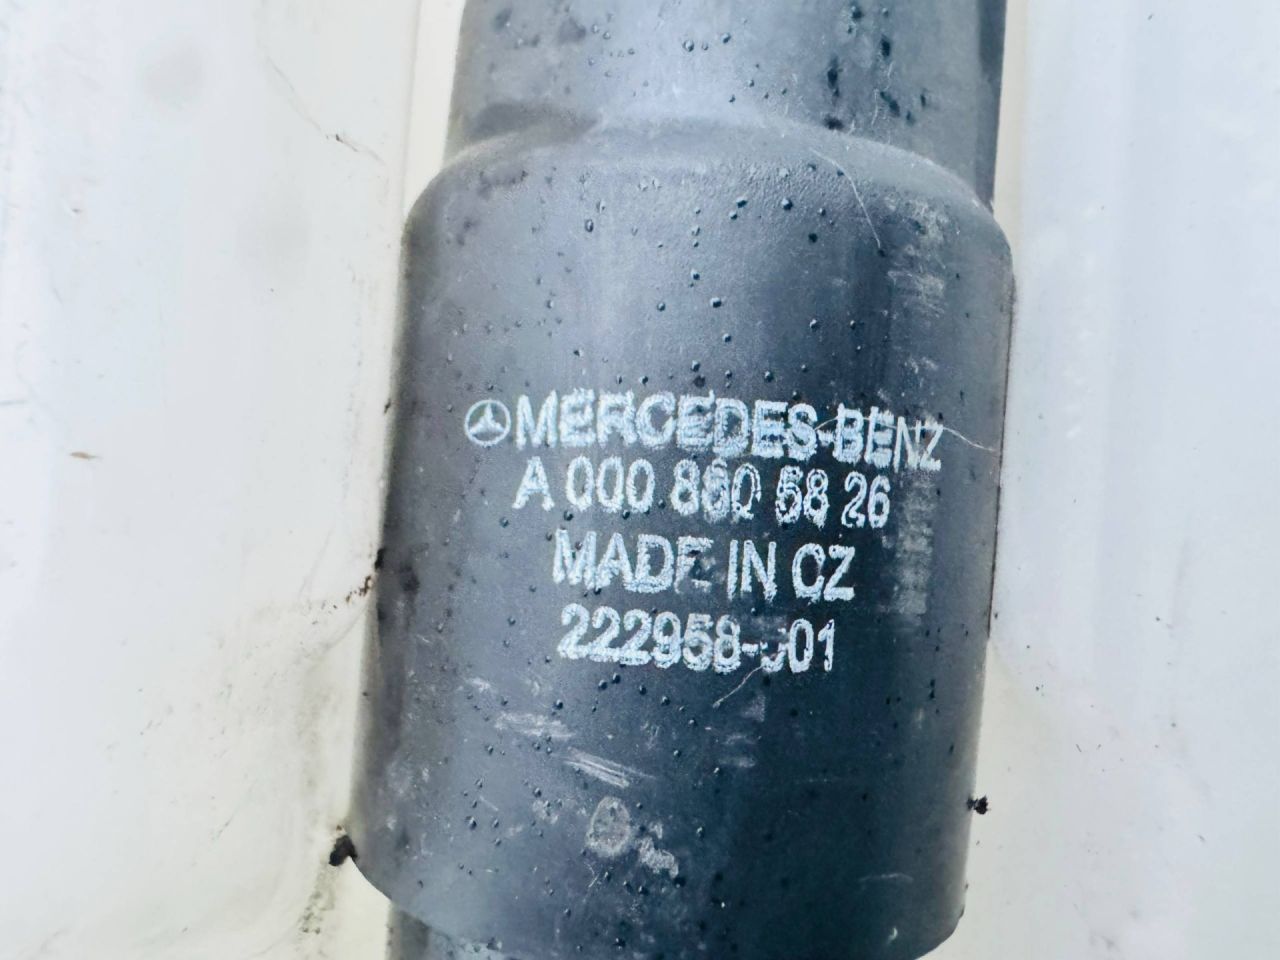 MERCEDES-BENZ
A 000 860 58 26
MADE IN CZ